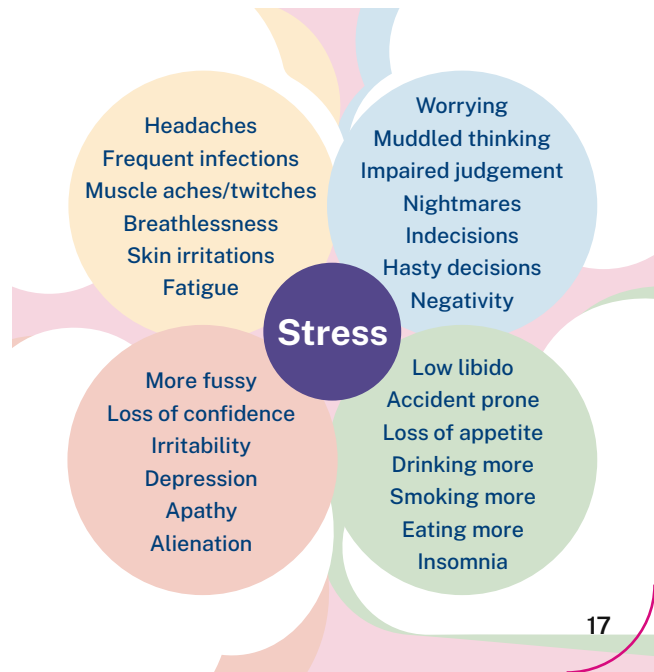 Headaches
Frequent infections
Muscle aches/twitches
Breathlessness
Skin irritations
Fatigue
Worrying
Muddled thinking
Impaired judgement
Nightmares
Indecisions
Hasty decisions
Negativity
Stress
More fussy
Loss of confidence
Irritability
Depression
Apathy
Alienation
Low libido
Accident prone
Loss of appetite
Drinking more
Smoking more
Eating more
Insomnia
17